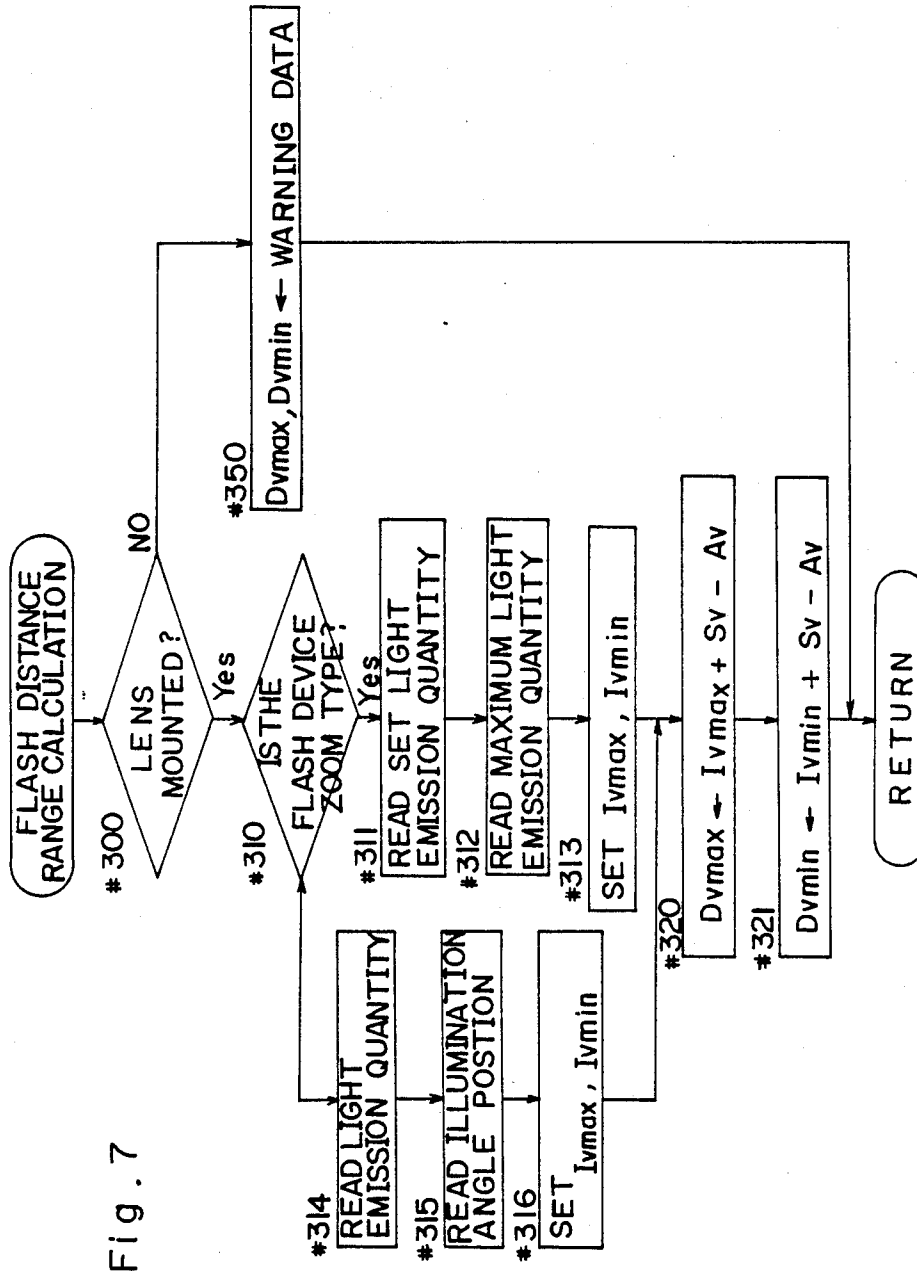 Fig. 7
FLASH DISTANCE
RANGE CALCULATION
#300
LENS
MOUNTED?
NO
Yes
#350
Dvmax, Dvmin ← WARNING DATA
#310
IS THE
FLASH DEVICE
ZOOM TYPE?
Yes
#311
READ SET LIGHT
EMISSION QUANTITY
#312
READ MAXIMUM LIGHT
EMISSION QUANTITY
#313
SET Ivmax, Ivmin
#314
READ LIGHT
EMISSION QUANTITY
#315
READ ILLUMINATION
ANGLE POSTION
#316
SET Ivmax, Ivmin
#320
Dvmax ← Ivmax + Sv - Av
#321
Dvmin ← Ivmin + Sv - Av
RETURN